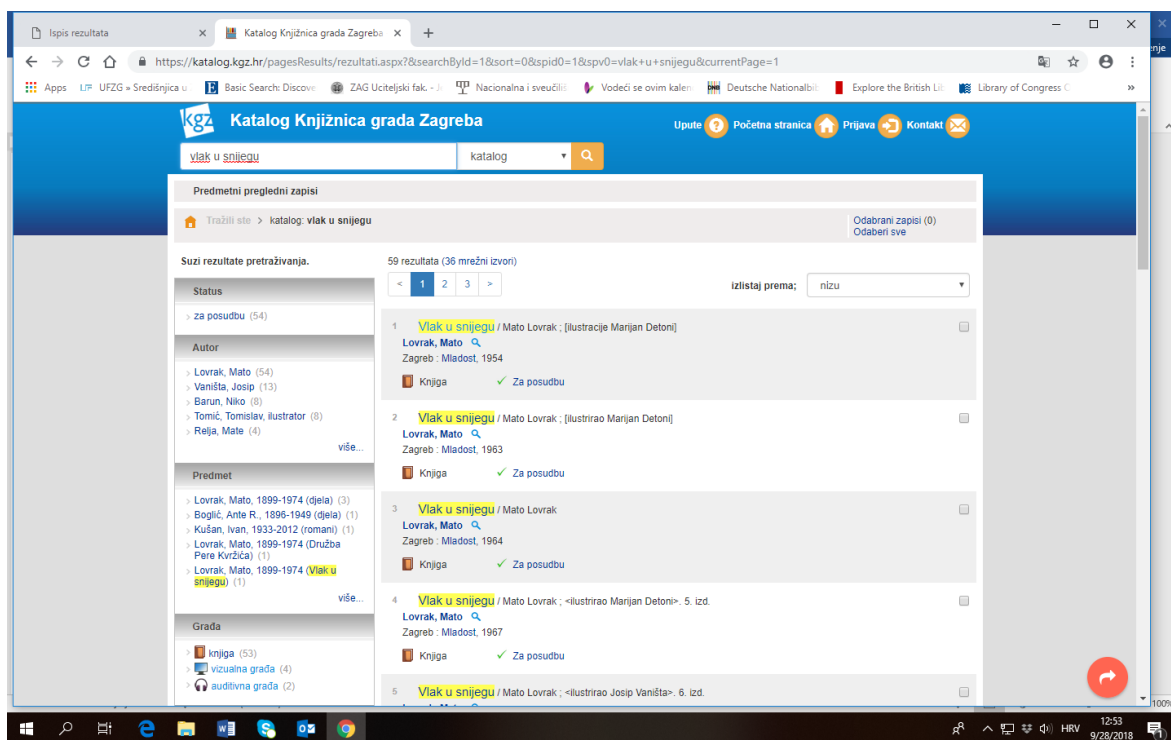 Ispis rezultata
Katalog Knjižnica grada Zagreba
https://katalog.kgz.hr/pagesResults/rezultati.aspx?&searchById=1&sort=0&spid0=1&spv0=vlak+u+snijegu&currentPage=1
Apps UFZG » Središnjica u Basic Search: Discove ZAG Uciteljski fak. - Nacionalna i sveučiliš Vodeći se ovim kalen Deutsche Nationalbib Explore the British Lib Library of Congress C »
kgz Katalog Knjižnica grada Zagreba
Upute ? Početna stranica Prijava Kontakt
vlak u snijegu katalog
Predmetni pregledni zapisi
Tražili ste > katalog: vlak u snijegu
Odabrani zapisi (0)
Odaberi sve
Suzi rezultate pretraživanja.
Status
> za posudbu (54)
Autor
> Lovrak, Mato (54)
> Vaništa, Josip (13)
> Barun, Niko (8)
> Tomić, Tomislav, ilustrator (8)
> Relja, Mate (4)
više...
Predmet
> Lovrak, Mato, 1899-1974 (djela) (3)
> Boglić, Ante R., 1896-1949 (djela) (1)
> Kušan, Ivan, 1933-2012 (romani) (1)
> Lovrak, Mato, 1899-1974 (Družba
Pere Kvržića) (1)
> Lovrak, Mato, 1899-1974 (Vlak u
snijegu) (1)
više...
Građa
> knjiga (53)
> vizualna građa (4)
> auditivna građa (2)
59 rezultata (36 mrežni izvori)
< 1 2 3 >
izlistaj prema; nizu
1 Vlak u snijegu / Mato Lovrak ; [ilustracije Marijan Detoni]
Lovrak, Mato
Zagreb : Mladost, 1954
Knjiga ✓ Za posudbu
2 Vlak u snijegu / Mato Lovrak ; [ilustrirao Marijan Detoni]
Lovrak, Mato
Zagreb : Mladost, 1963
Knjiga ✓ Za posudbu
3 Vlak u snijegu / Mato Lovrak
Lovrak, Mato
Zagreb : Mladost, 1964
Knjiga ✓ Za posudbu
4 Vlak u snijegu / Mato Lovrak ; <ilustrirao Marijan Detoni>. 5. izd.
Lovrak, Mato
Zagreb : Mladost, 1967
Knjiga ✓ Za posudbu
5 Vlak u snijegu / Mato Lovrak ; <ilustrirao Josip Vaništa>. 6. izd.
HRV
12:53
9/28/2018